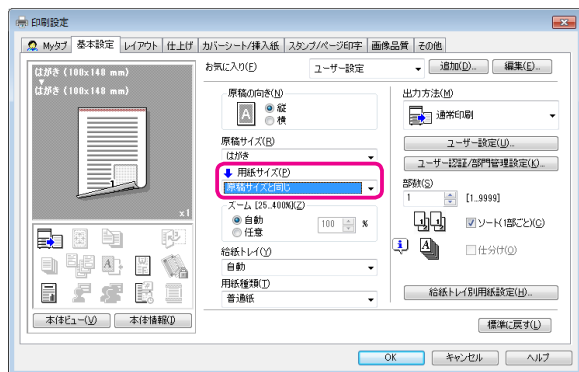 印刷設定
Myタブ 基本設定 レイアウト 仕上げ カバーシート/挿入紙 スタンプ/ページ印字 画像品質 その他
はがき (100x148 mm)
はがき (100x148 mm)
x1
本体ビュー(V) 本体情報(J)
お気に入り(F) ユーザー設定 追加(D)... 編集(E)...
原稿の向き(N)
A
縦
横
原稿サイズ(R)
はがき
用紙サイズ(P)
原稿サイズと同じ
ズーム [25..400%](Z)
自動
任意
100 %
給紙トレイ(Y)
自動
用紙種類(T)
普通紙
出力方法(M)
通常印刷
ユーザー設定(U)...
ユーザー認証/部門管理設定(K)...
部数(S)
1 [1..9999]
ソート(1部ごと)(C)
仕分け(O)
給紙トレイ別用紙設定(H)...
標準に戻す(L)
OK キャンセル ヘルプ